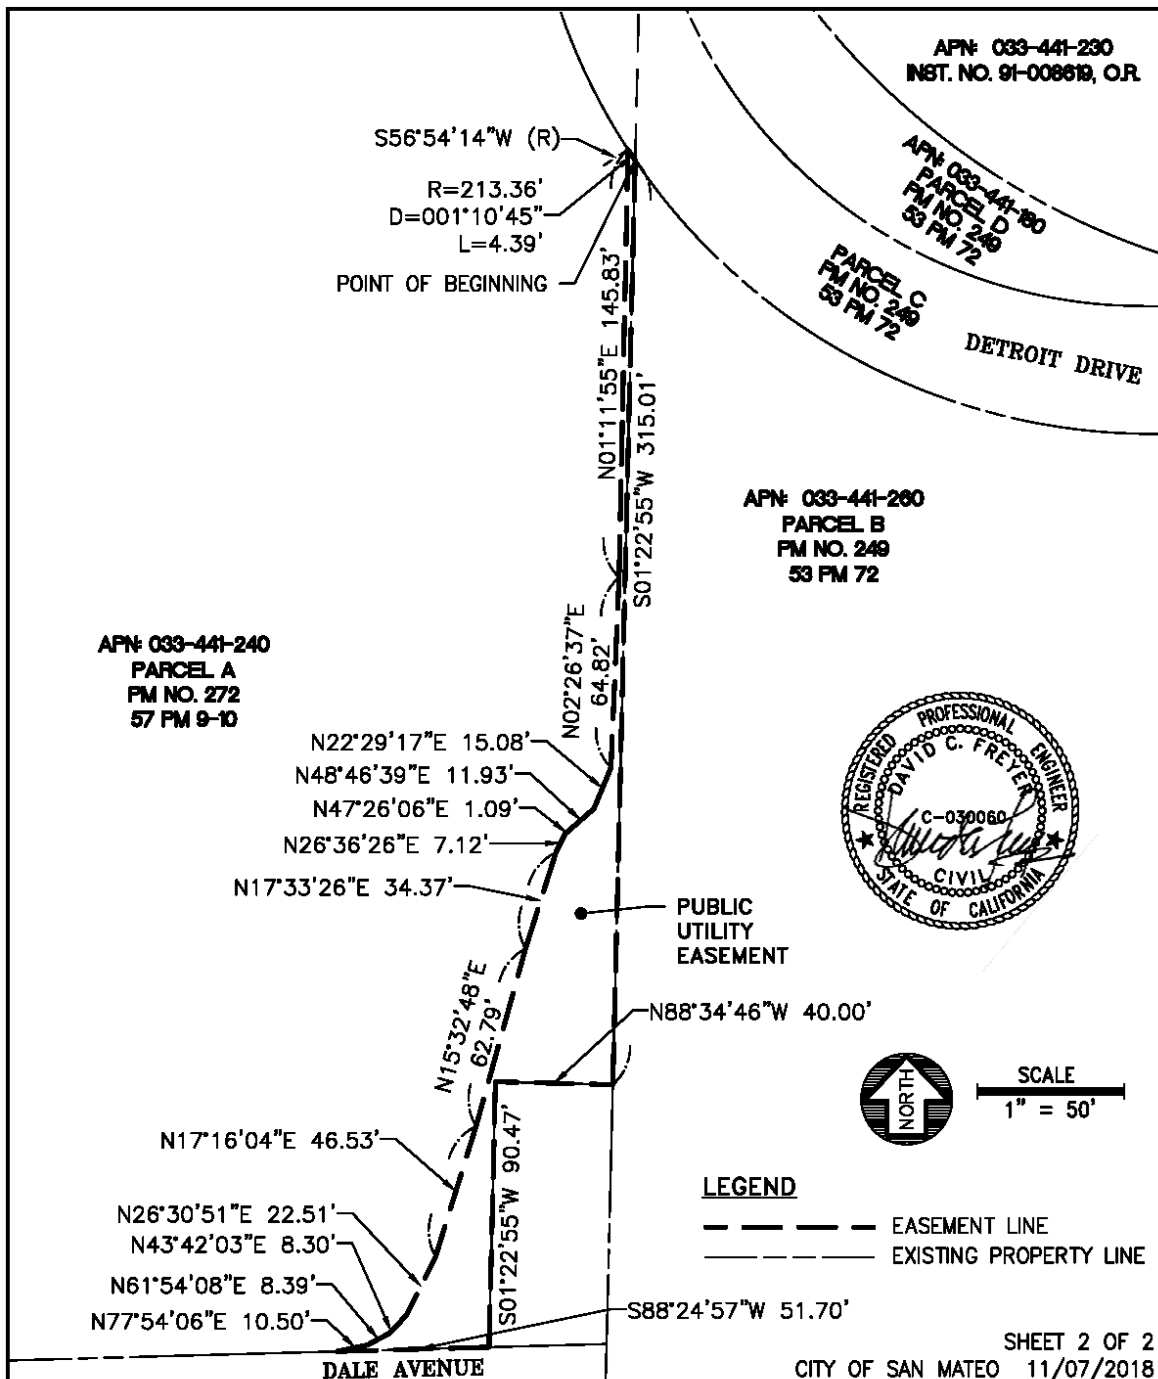 APN: 033-441-230
INST. NO. 91-008619, O.R.
S56°54'14"W (R)
R=213.36'
D=001°10'45"
L=4.39'
POINT OF BEGINNING
APN: 033-441-180
PARCEL D
PM NO. 249
53 PM 72
PARCEL C
PM NO. 249
53 PM 72
DETROIT DRIVE
N01°11'55"E 145.83'
S01°22'55"W 315.01'
APN: 033-441-260
PARCEL B
PM NO. 249
53 PM 72
APN: 033-441-240
PARCEL A
PM NO. 272
57 PM 9-10
N02°26'37"E
64.82'
N22°29'17"E 15.08'
N48°46'39"E 11.93'
N47°26'06"E 1.09'
N26°36'26"E 7.12'
N17°33'26"E 34.37'
REGISTERED PROFESSIONAL ENGINEER
DAVID C. FREYER
C-030060
CIVIL
STATE OF CALIFORNIA
PUBLIC
UTILITY
EASEMENT
N15°32'48"E
62.79'
N88°34'46"W 40.00'
NORTH
SCALE
1" = 50'
N17°16'04"E 46.53'
S01°22'55"W 90.47'
LEGEND
EASEMENT LINE
EXISTING PROPERTY LINE
N26°30'51"E 22.51'
N43°42'03"E 8.30'
N61°54'08"E 8.39'
N77°54'06"E 10.50'
S88°24'57"W 51.70'
DALE AVENUE
SHEET 2 OF 2
CITY OF SAN MATEO 11/07/2018